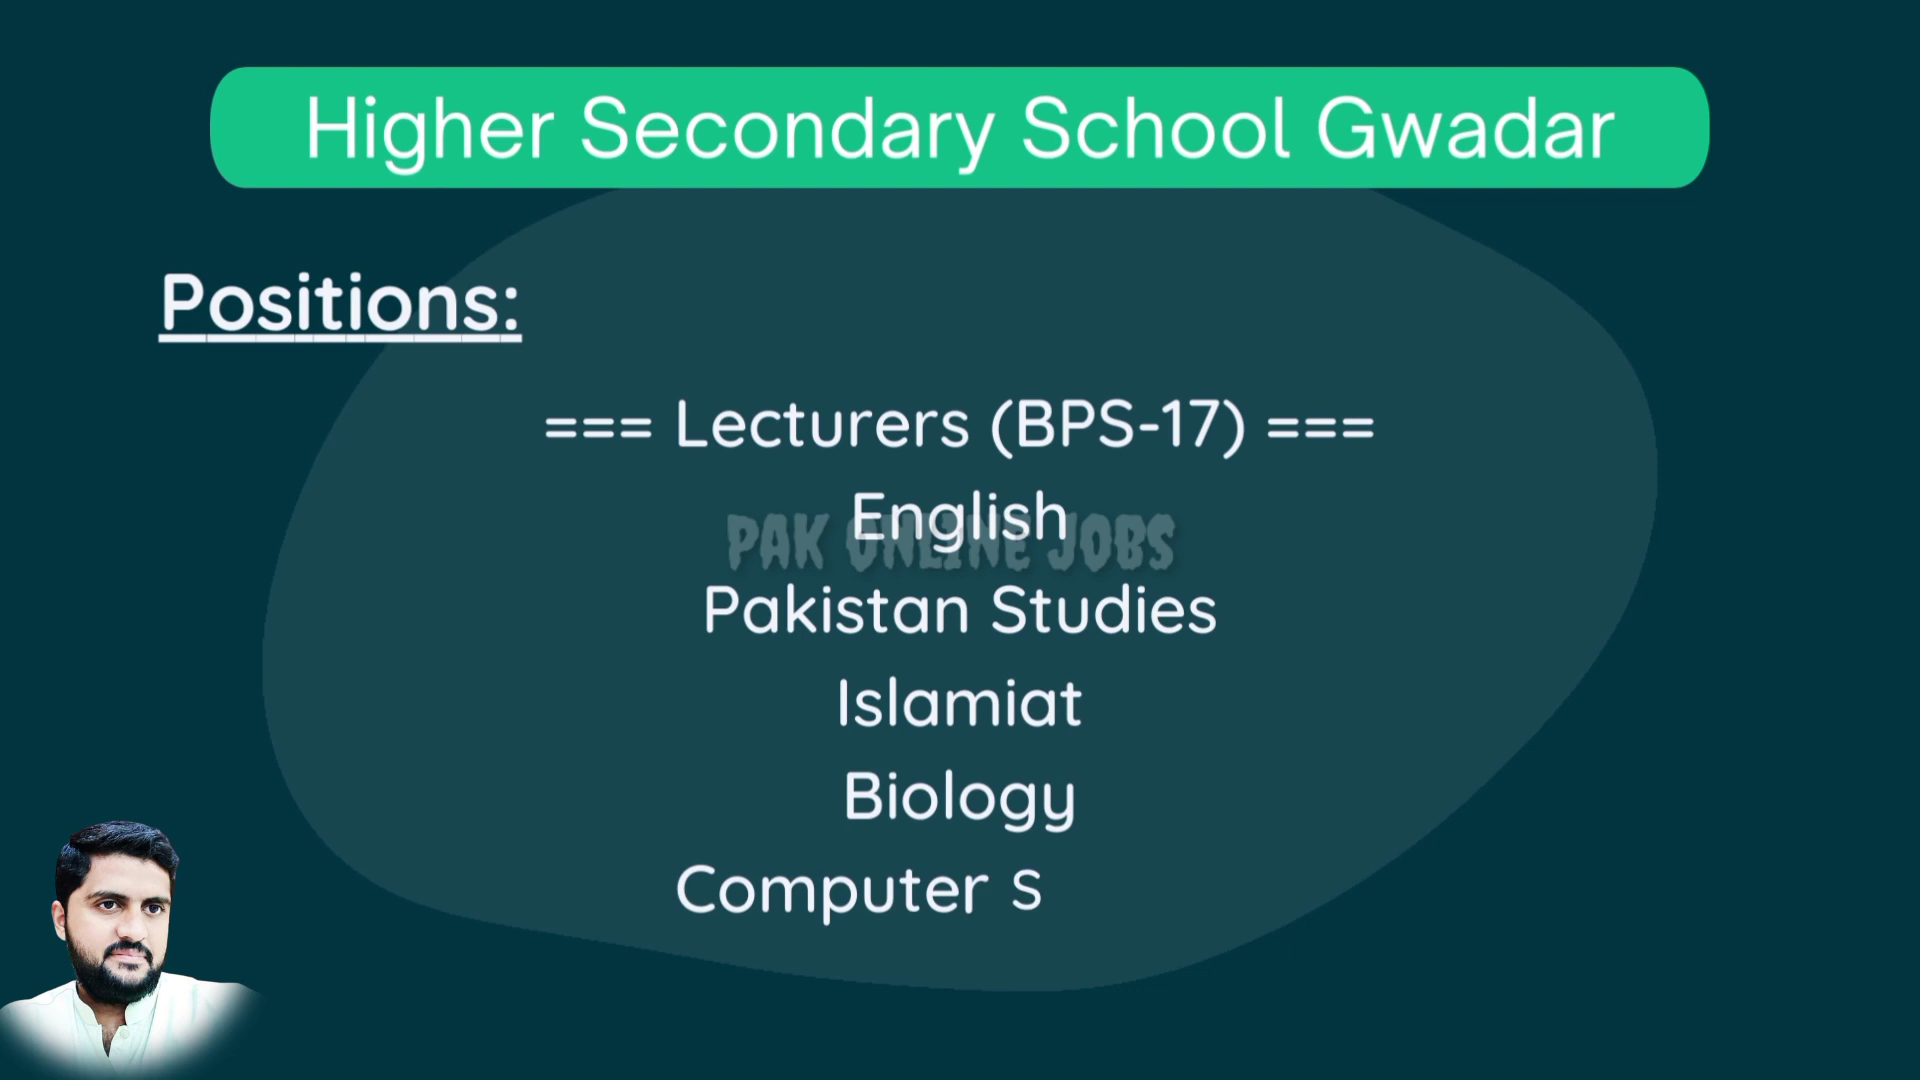 Higher Secondary School Gwadar
Positions:
=== Lecturers (BPS-17) ===
English
PAK ONLINE JOBS
Pakistan Studies
Islamiat
Biology
Computer S